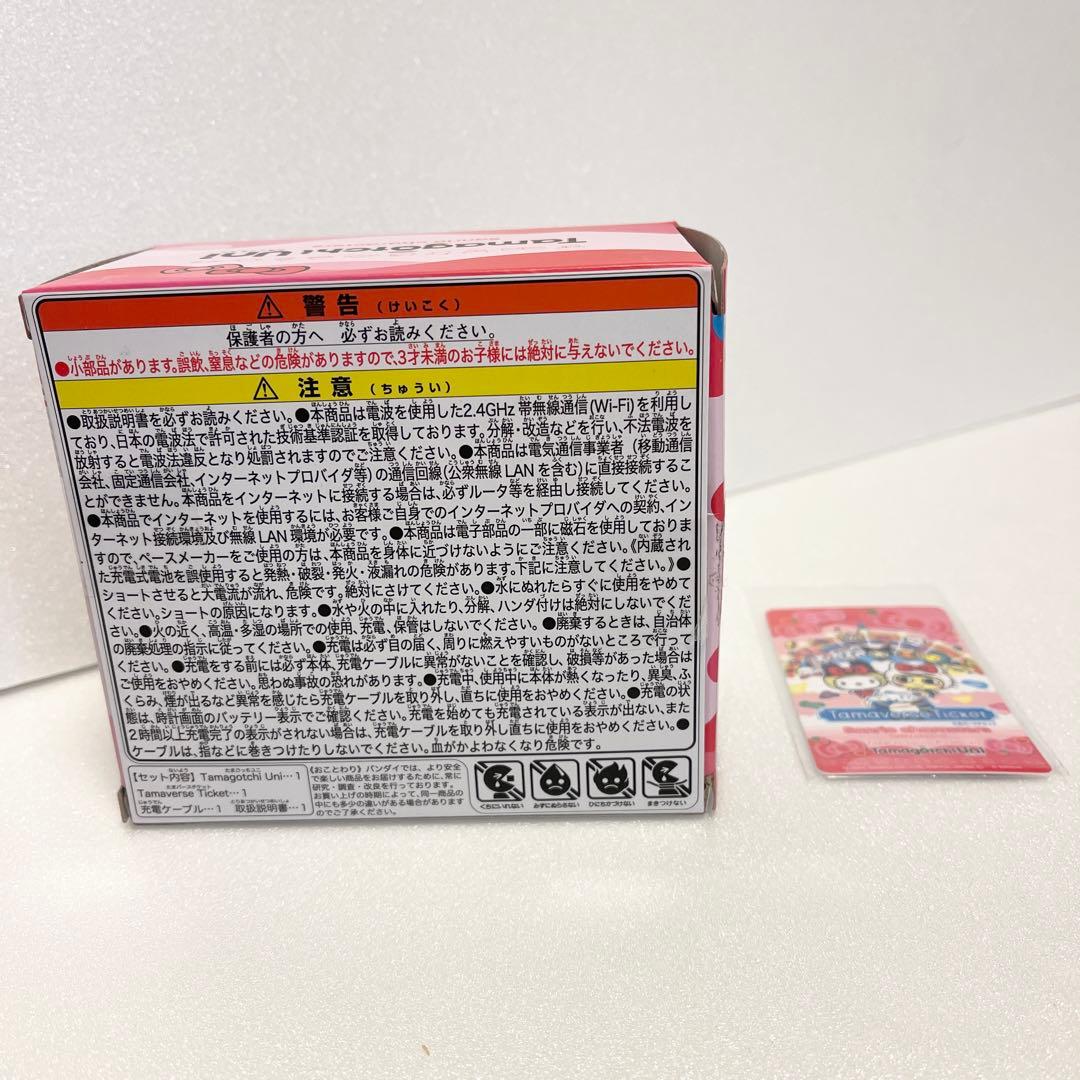 Tamagotchi Uni
警告 (けいこく)
保護者の方へ 必ずお読みください。
●小部品があります。誤飲、窒息などの危険がありますので、3才未満のお子様には絶対に与えないでください。
注意 (ちゅうい)
●取扱説明書を必ずお読みください。●本商品は電波を使用した2.4GHz 帯無線通信(Wi-Fi)を利用し
ており、日本の電波法で許可された技術基準認証を取得しております。分解・改造などを行い、不法電波を
放射すると電波法違反となり処罰されますのでご注意ください。●本商品は電気通信事業者(移動通信
会社、固定通信会社、インターネットプロバイダ等)の通信回線(公衆無線LANを含む)に直接接続するこ
とができません。本商品をインターネットに接続する場合は、必ずルータ等を経由し接続してください。
●本商品でインターネットを使用するには、お客様ご自身でのインターネットプロバイダへの契約、イン
ターネット接続環境及び無線LAN環境が必要です。●本商品は電子部品の一部に磁石を使用しておりま
すので、ペースメーカーをご使用の方は、本商品を身体に近づけないようにご注意ください。《内蔵され
た充電式電池を誤使用すると発熱・破裂・発火・液漏れの危険があります。下記に注意してください。》●
ショートさせると大電流が流れ、危険です。絶対にさけてください。●水にぬれたらすぐに使用をやめて
ください。ショートの原因になります。●水や火の中に入れたり、分解、ハンダ付けは絶対にしないでくだ
さい。●火の近く、高温・多湿の場所での使用、充電、保管はしないでください。●廃棄するときは、自治体
の廃棄処理の指示に従ってください。●充電は必ず目の届く、周りに燃えやすいものがないところで行って
ください。●充電をする前には必ず本体、充電ケーブルに異常がないことを確認し、破損等があった場合は
ご使用をおやめください。思わぬ事故の恐れがあります。●充電中、使用中に本体が熱くなったり、異臭、ふ
くらみ、煙が出るなど異常を感じたら充電ケーブルを取り外し、直ちに使用をおやめください。●充電の状
態は、時計画面のバッテリー表示でご確認ください。充電を始めても充電されている表示が出ない、また
2時間以上充電完了の表示がされない場合は、充電ケーブルを取り外し直ちに使用をおやめください。●
ケーブルは、指などに巻きつけたりしないでください。血がかよわなくなり危険です。
【セット内容】Tamagotchi Uni…1
Tamaverse Ticket…1
充電ケーブル…1 取扱説明書…1
《おことわり》バンダイでは、より安全
で楽しい商品をお届けするために、常に
研究・調査・改良を行っております。
お買い上げの時期によって、同一商品の
中にも多少の違いがある場合があります
のでご了承ください。
くちにいれない みずにぬらさない ひにちかづけない まきつけない
Tamaverse Ticket
Sanrio Characters
Tamagotchi Uni